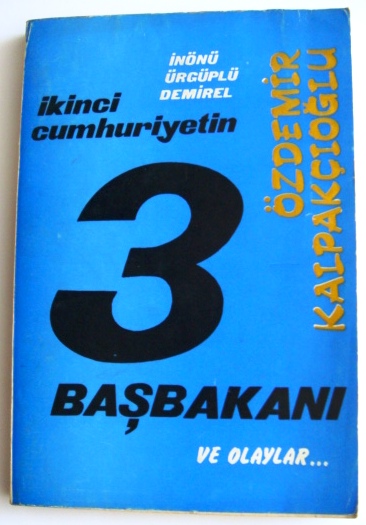 İNÖNÜ
ÜRGÜPLÜ
DEMİREL
ikinci
cumhuriyetin
3
BAŞBAKANI
VE OLAYLAR...
ÖZDEMİR
KALPAKÇIOĞLU